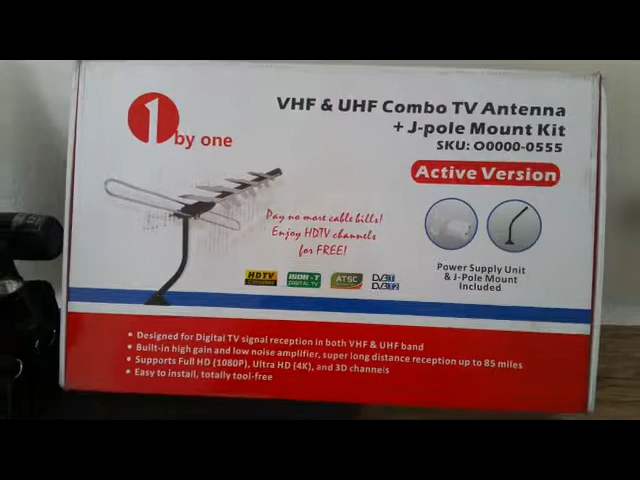 1 by one
VHF & UHF Combo TV Antenna
+ J-pole Mount Kit
SKU: O0000-0555
Active Version
Pay no more cable bills!
Enjoy HDTV channels
for FREE!
HDTV
ISDB-T
DIGITAL TV
ATSC
DVB-T
DVB-T2
Power Supply Unit
& J-Pole Mount
Included
• Designed for Digital TV signal reception in both VHF & UHF band
• Built-in high gain and low noise amplifier, super long distance reception up to 85 miles
• Supports Full HD (1080P), Ultra HD (4K), and 3D channels
• Easy to install, totally tool-free